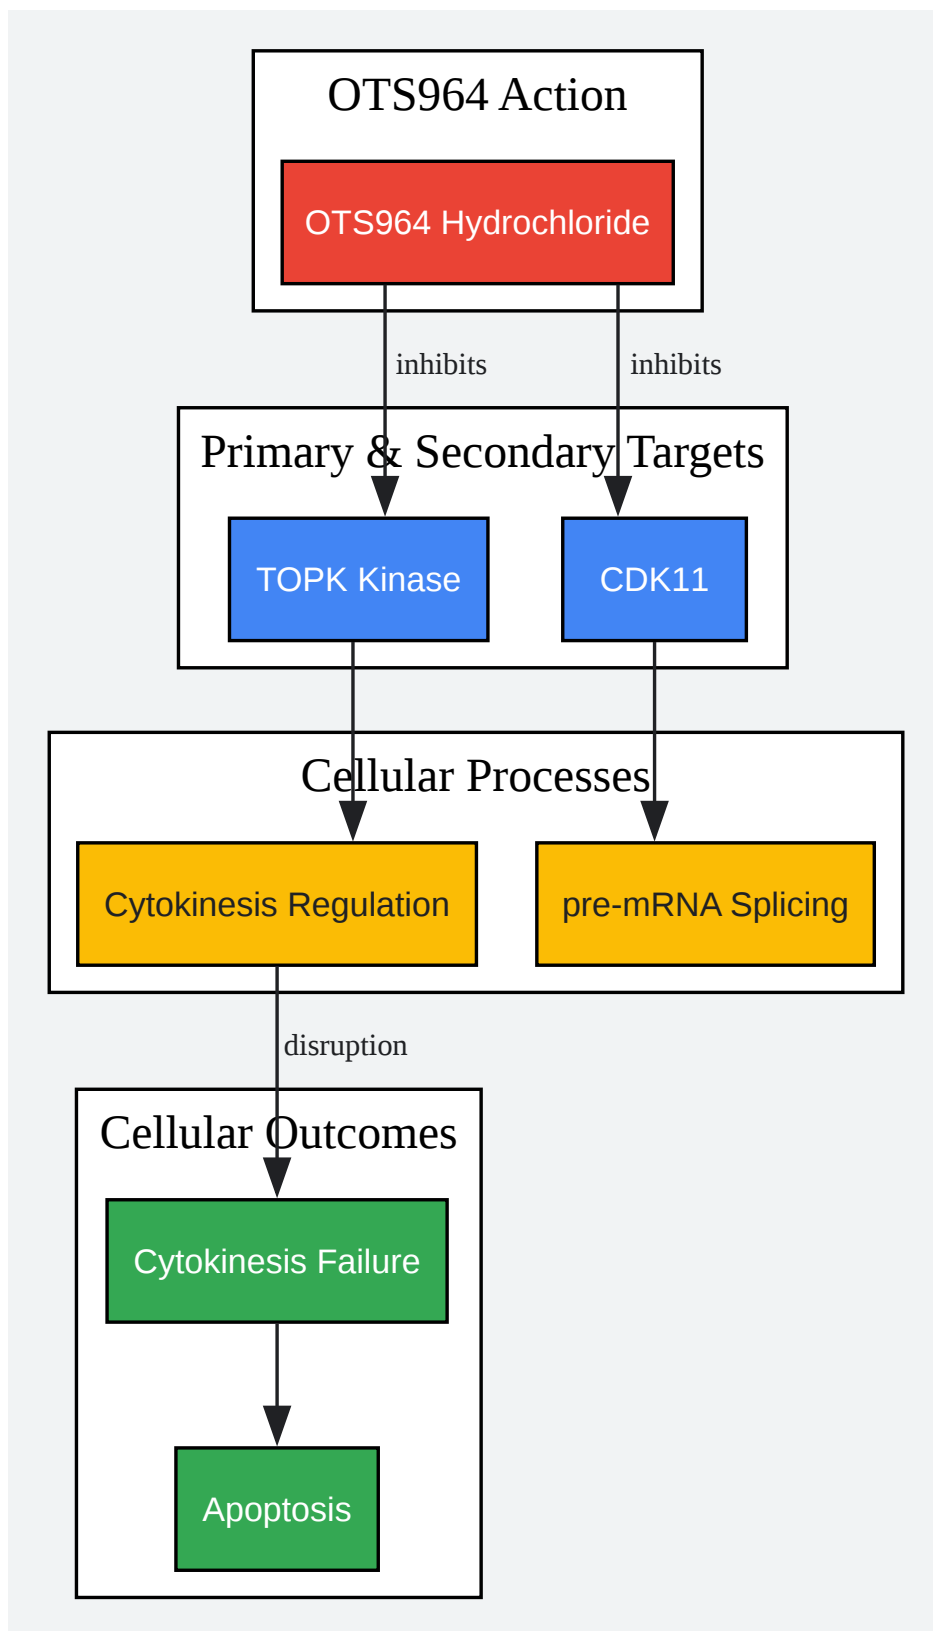 OTS964 Action
OTS964 Hydrochloride
inhibits
inhibits
Primary & Secondary Targets
TOPK Kinase
CDK11
Cellular Processes
Cytokinesis Regulation
pre-mRNA Splicing
disruption
Cellular Outcomes
Cytokinesis Failure
Apoptosis